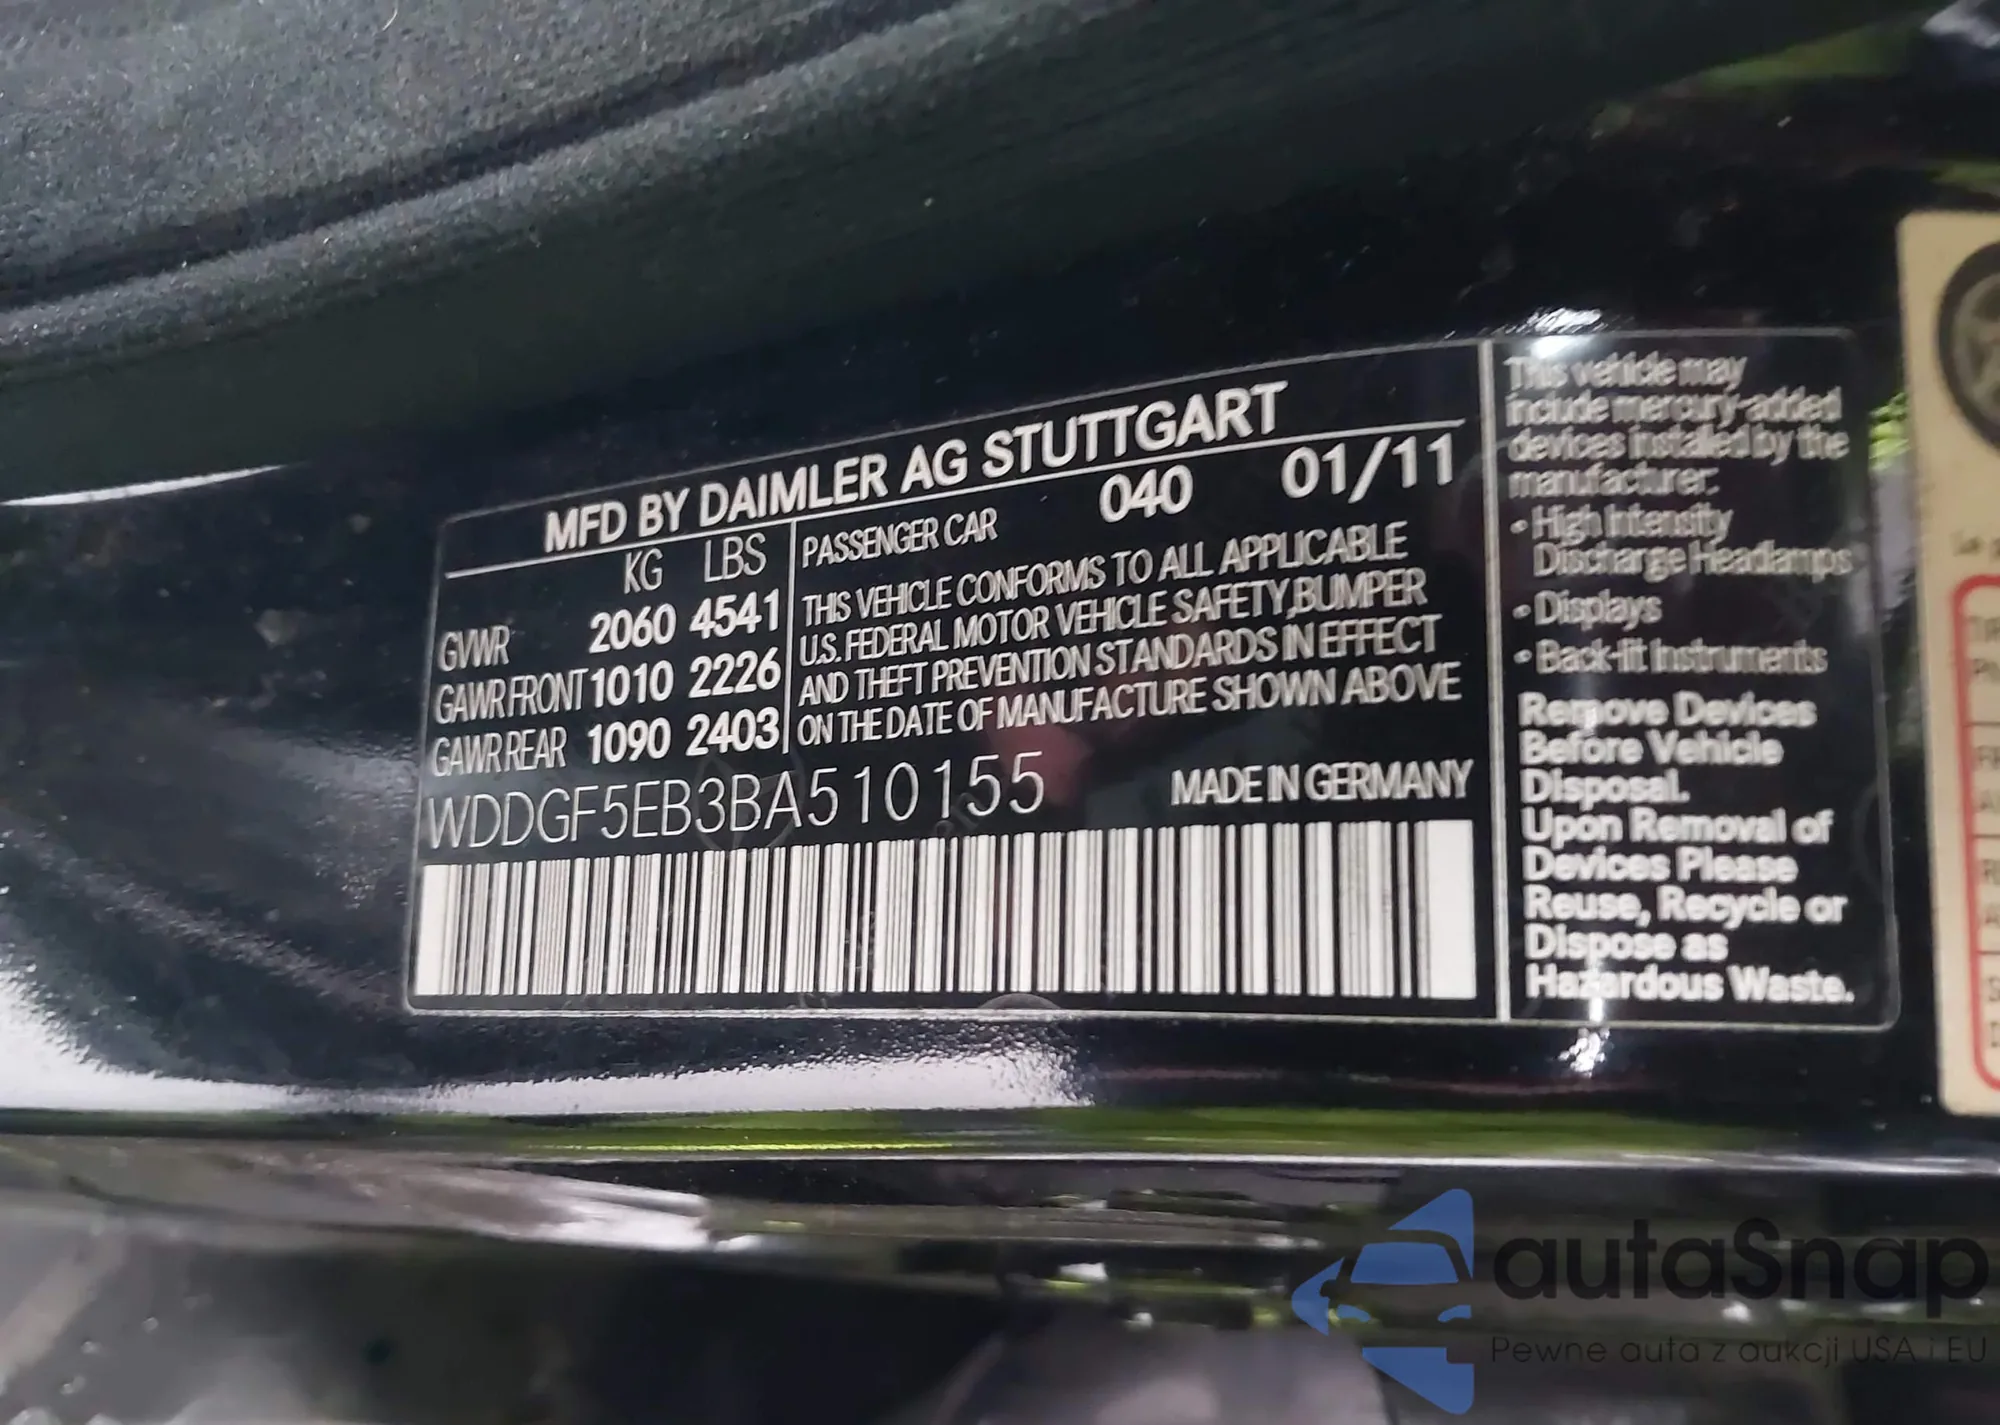 MFD BY DAIMLER AG STUTTGART
KG LBS
GVWR 2060 4541
GAWR FRONT 1010 2226
GAWR REAR 1090 2403
PASSENGER CAR 040 01/11
THIS VEHICLE CONFORMS TO ALL APPLICABLE
U.S. FEDERAL MOTOR VEHICLE SAFETY,BUMPER
AND THEFT PREVENTION STANDARDS IN EFFECT
ON THE DATE OF MANUFACTURE SHOWN ABOVE
WDDGF5EB3BA510155
MADE IN GERMANY
This vehicle may
include mercury-added
devices installed by the
manufacturer:
• High Intensity
Discharge Headlamps
• Displays
• Back-lit Instruments
Remove Devices
Before Vehicle
Disposal.
Upon Removal of
Devices Please
Reuse, Recycle or
Dispose as
Hazardous Waste.
autaSnap
Pewne auta z aukcji USA i EU